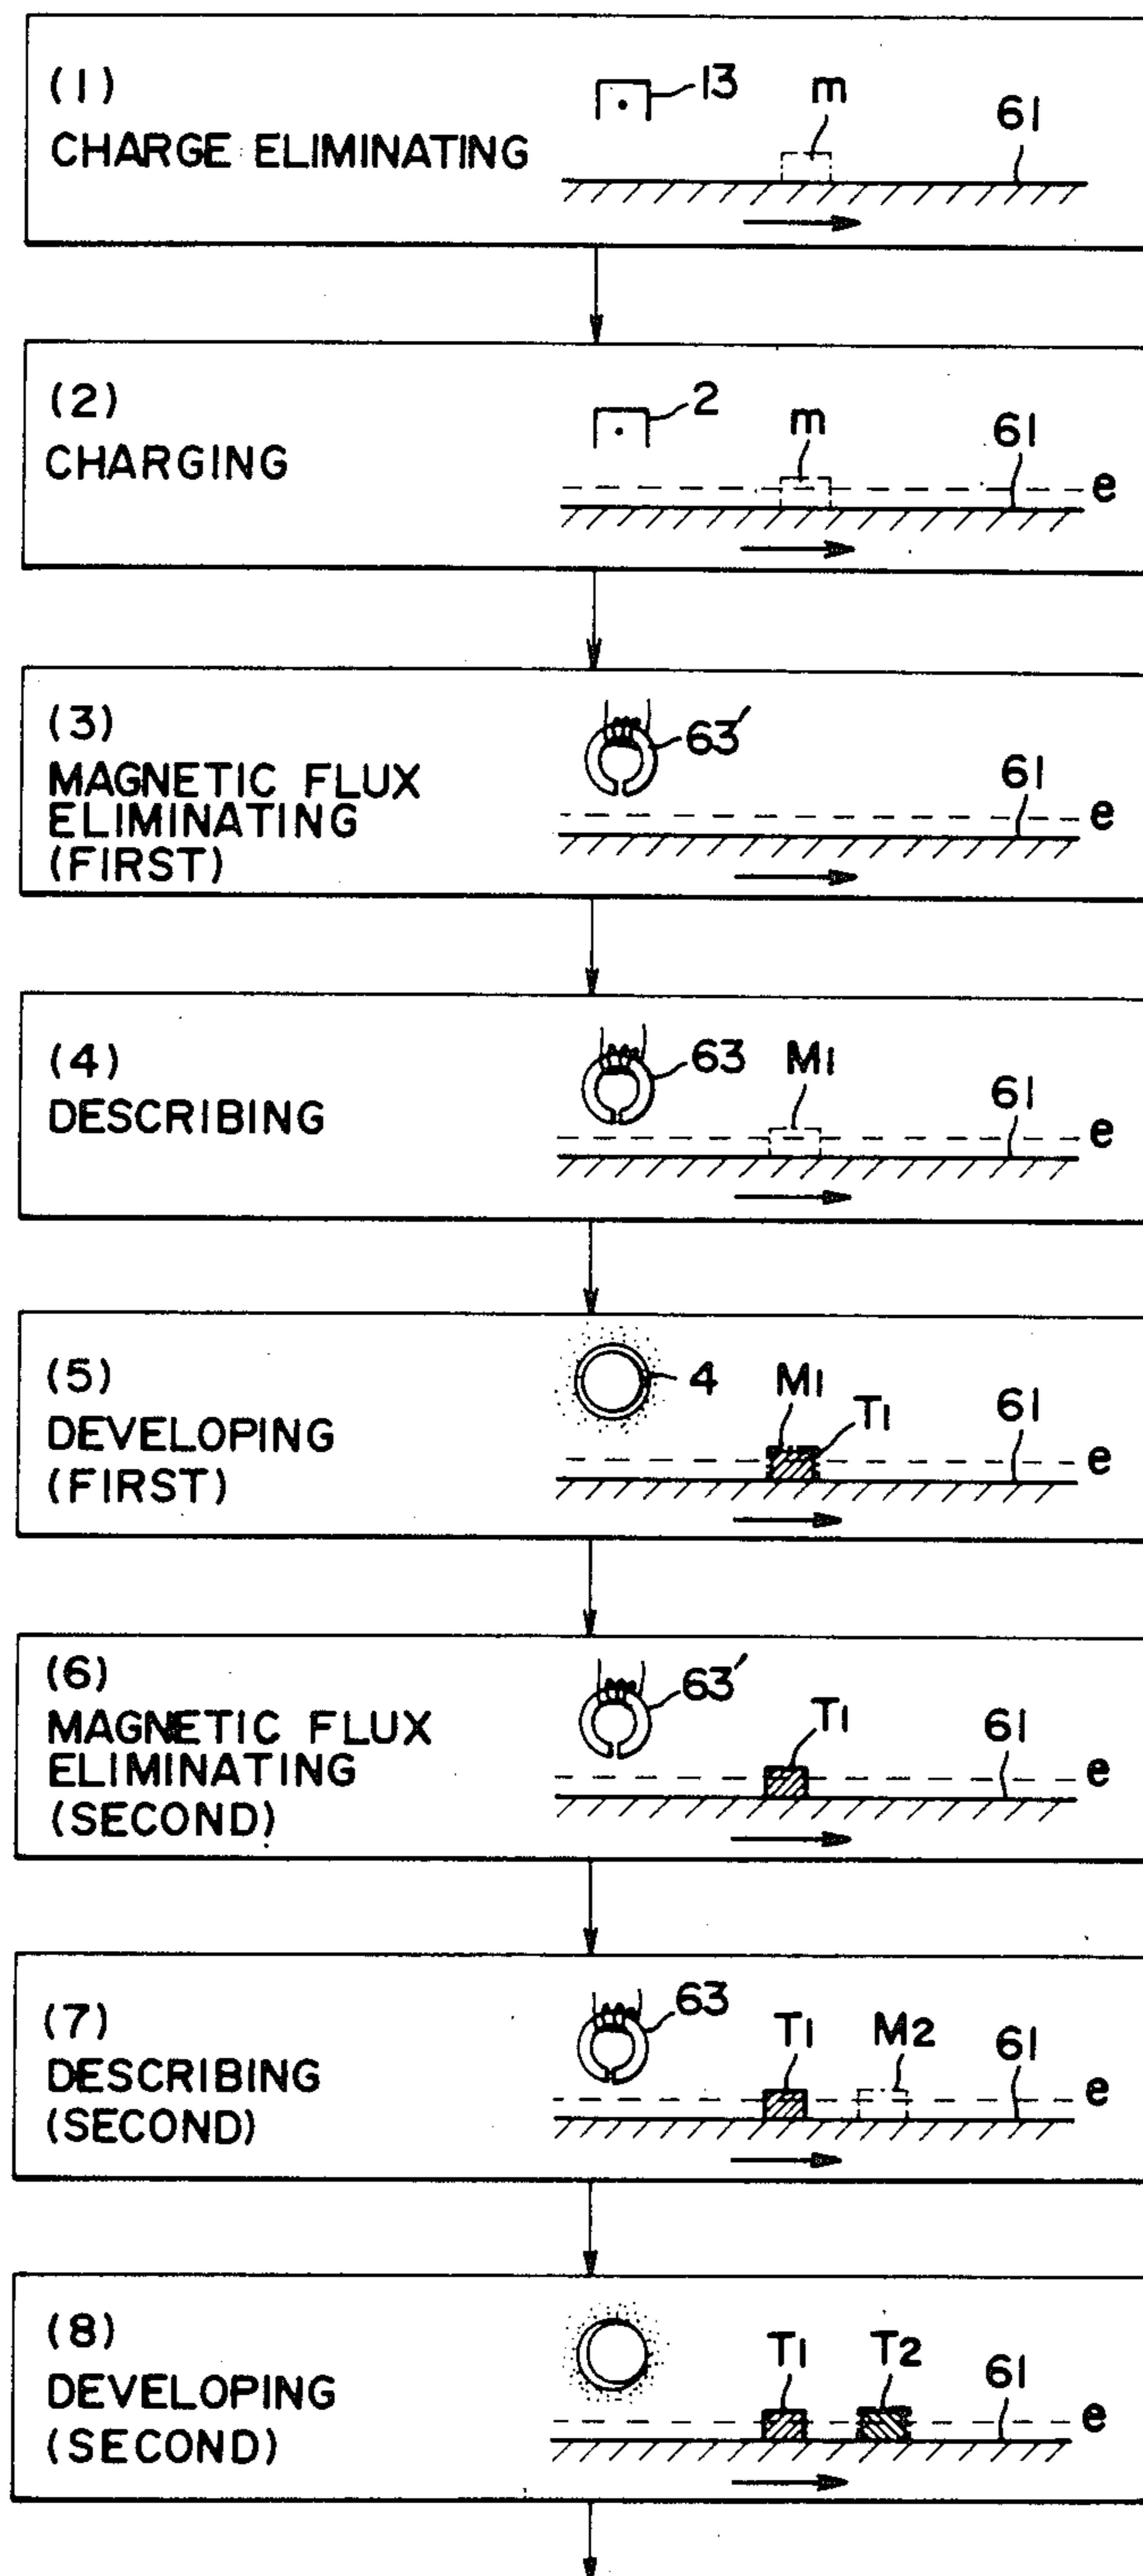 (1)
CHARGE ELIMINATING
13
m
61
(2)
CHARGING
2
m
61
e
(3)
MAGNETIC FLUX
ELIMINATING
(FIRST)
63′
61
e
(4)
DESCRIBING
63
M1
61
e
(5)
DEVELOPING
(FIRST)
4
M1
T1
61
e
(6)
MAGNETIC FLUX
ELIMINATING
(SECOND)
63′
T1
61
e
(7)
DESCRIBING
(SECOND)
63
T1
M2
61
e
(8)
DEVELOPING
(SECOND)
T1
T2
61
e